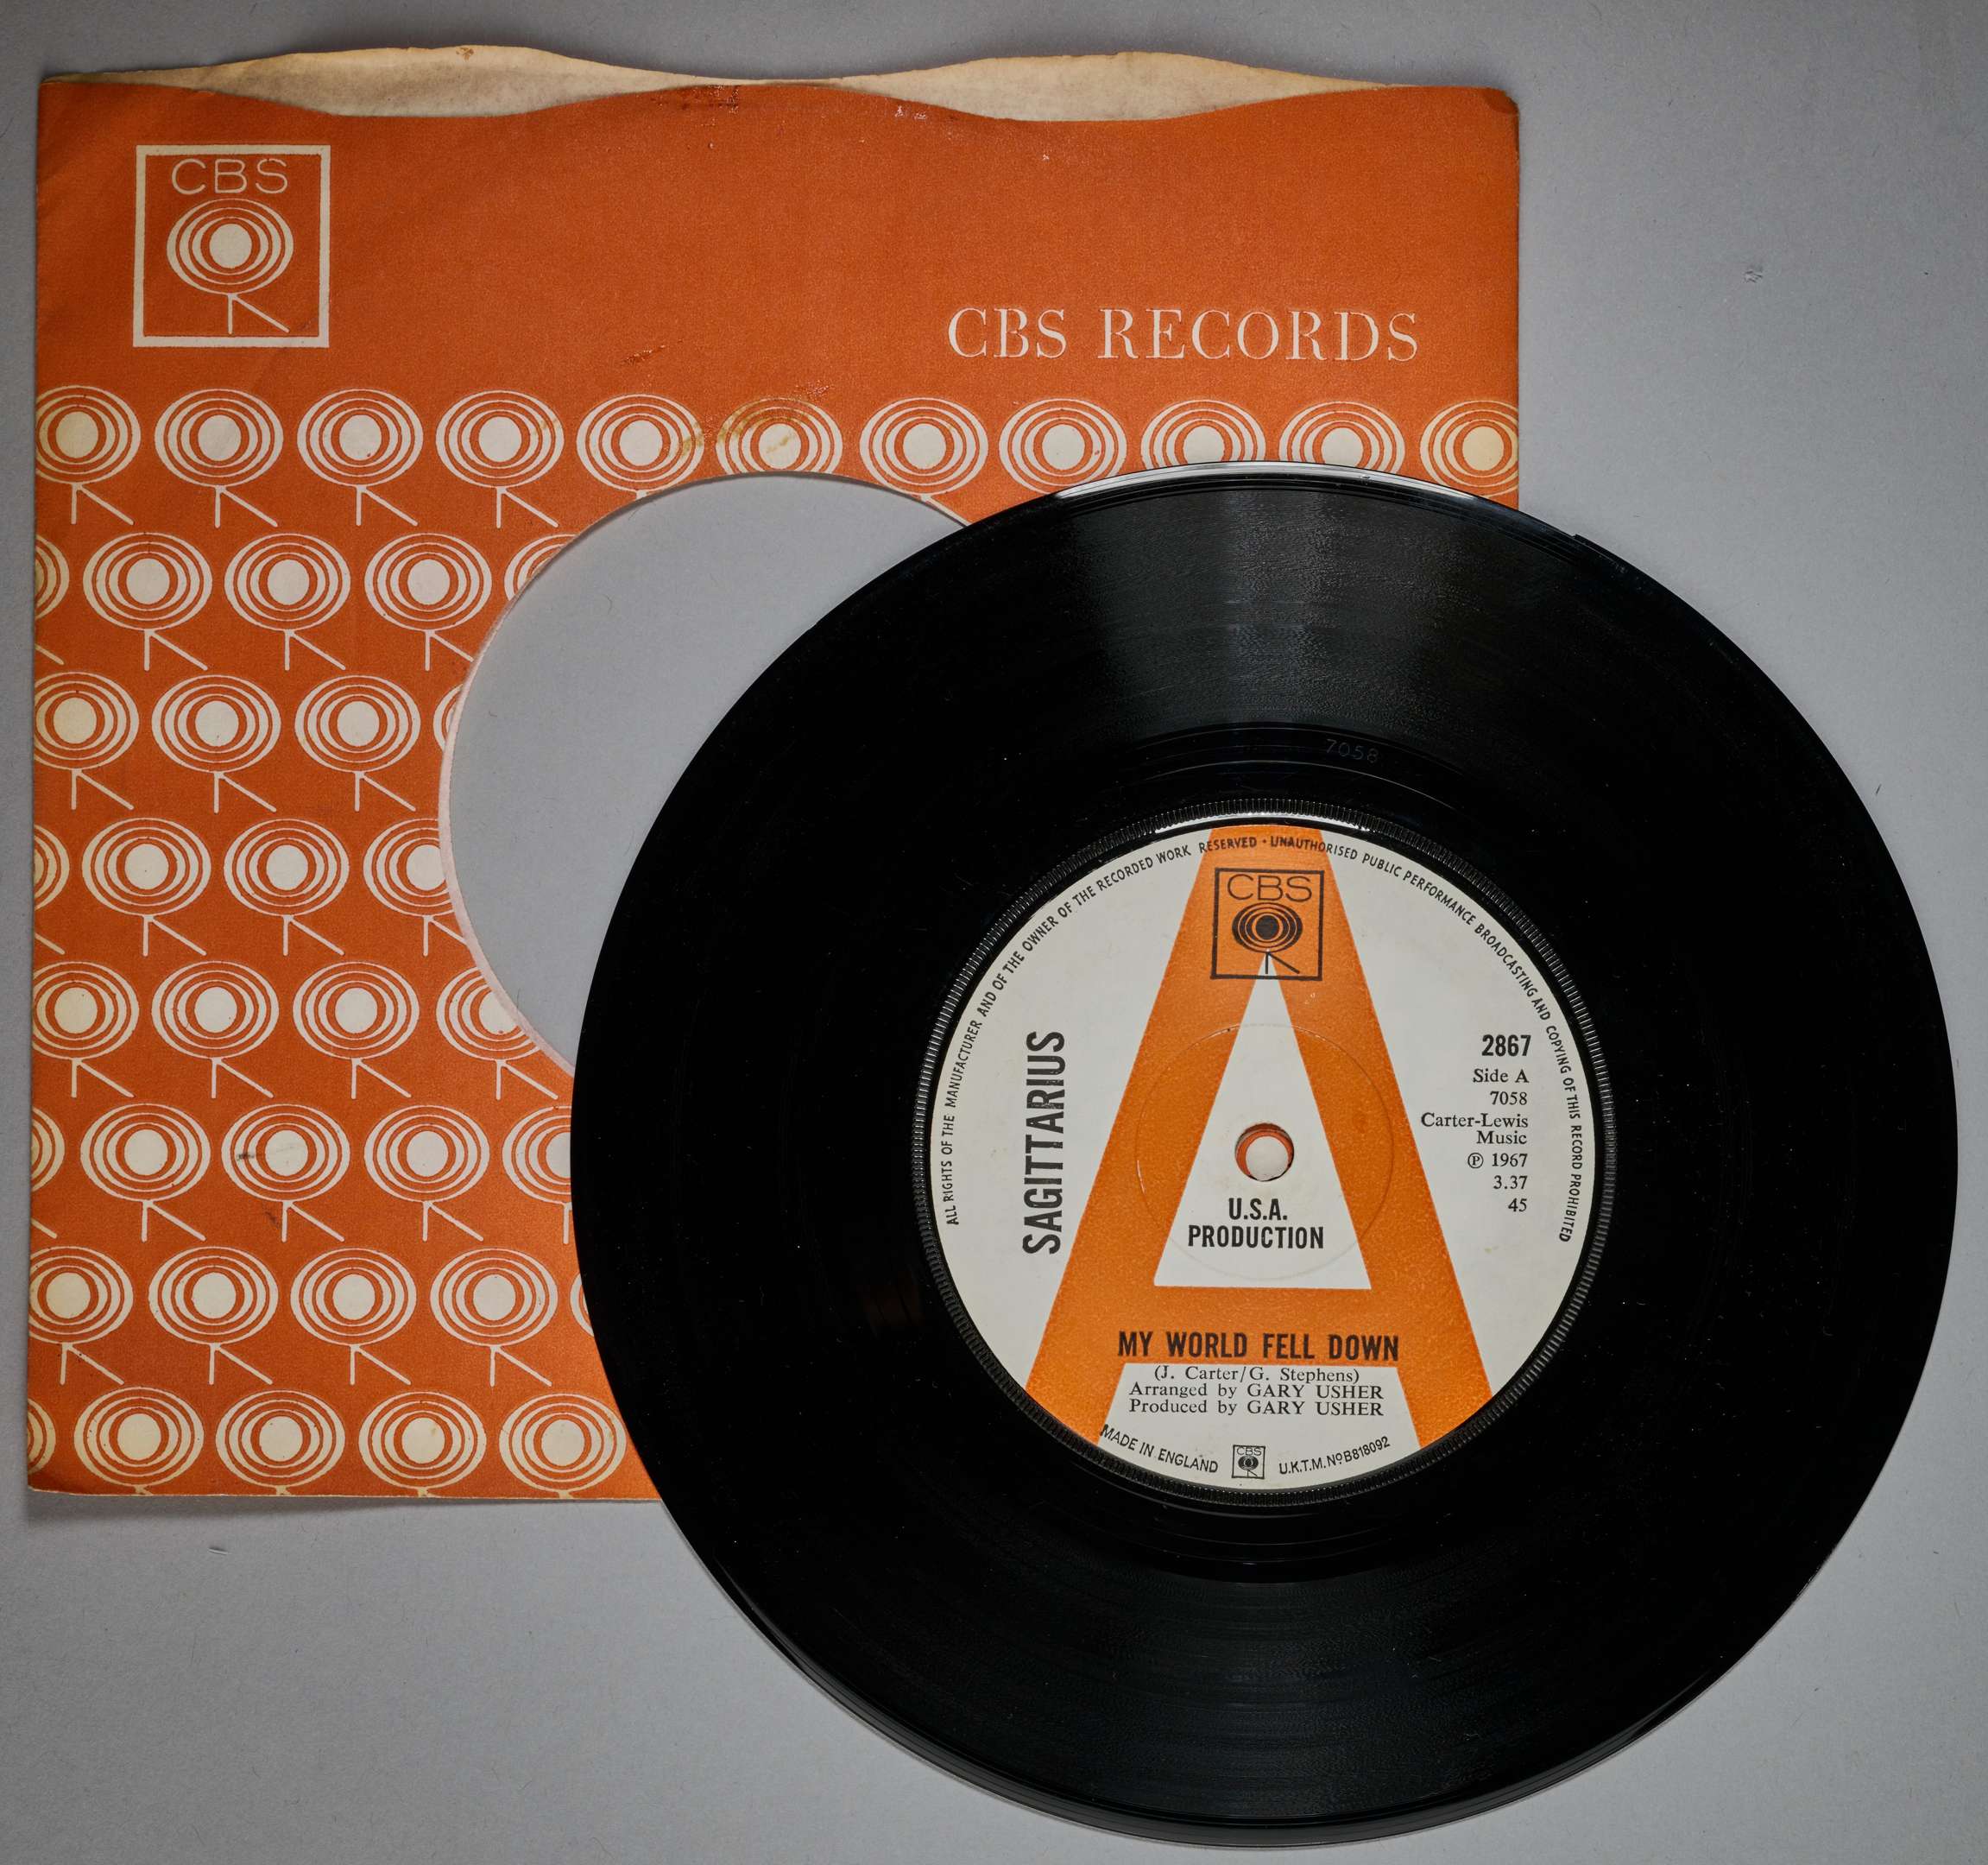 CBS
CBS RECORDS
7058
ALL RIGHTS OF THE MANUFACTURER AND OF THE OWNER OF THE RECORDED WORK RESERVED · UNAUTHORISED PUBLIC PERFORMANCE BROADCASTING AND COPYING OF THIS RECORD PROHIBITED
CBS
SAGITTARIUS
2867
Side A
7058
Carter-Lewis
Music
℗ 1967
3.37
45
U.S.A.
PRODUCTION
MY WORLD FELL DOWN
(J. Carter/G. Stephens)
Arranged by GARY USHER
Produced by GARY USHER
MADE IN ENGLAND CBS U.K.T.M. Nº B818092